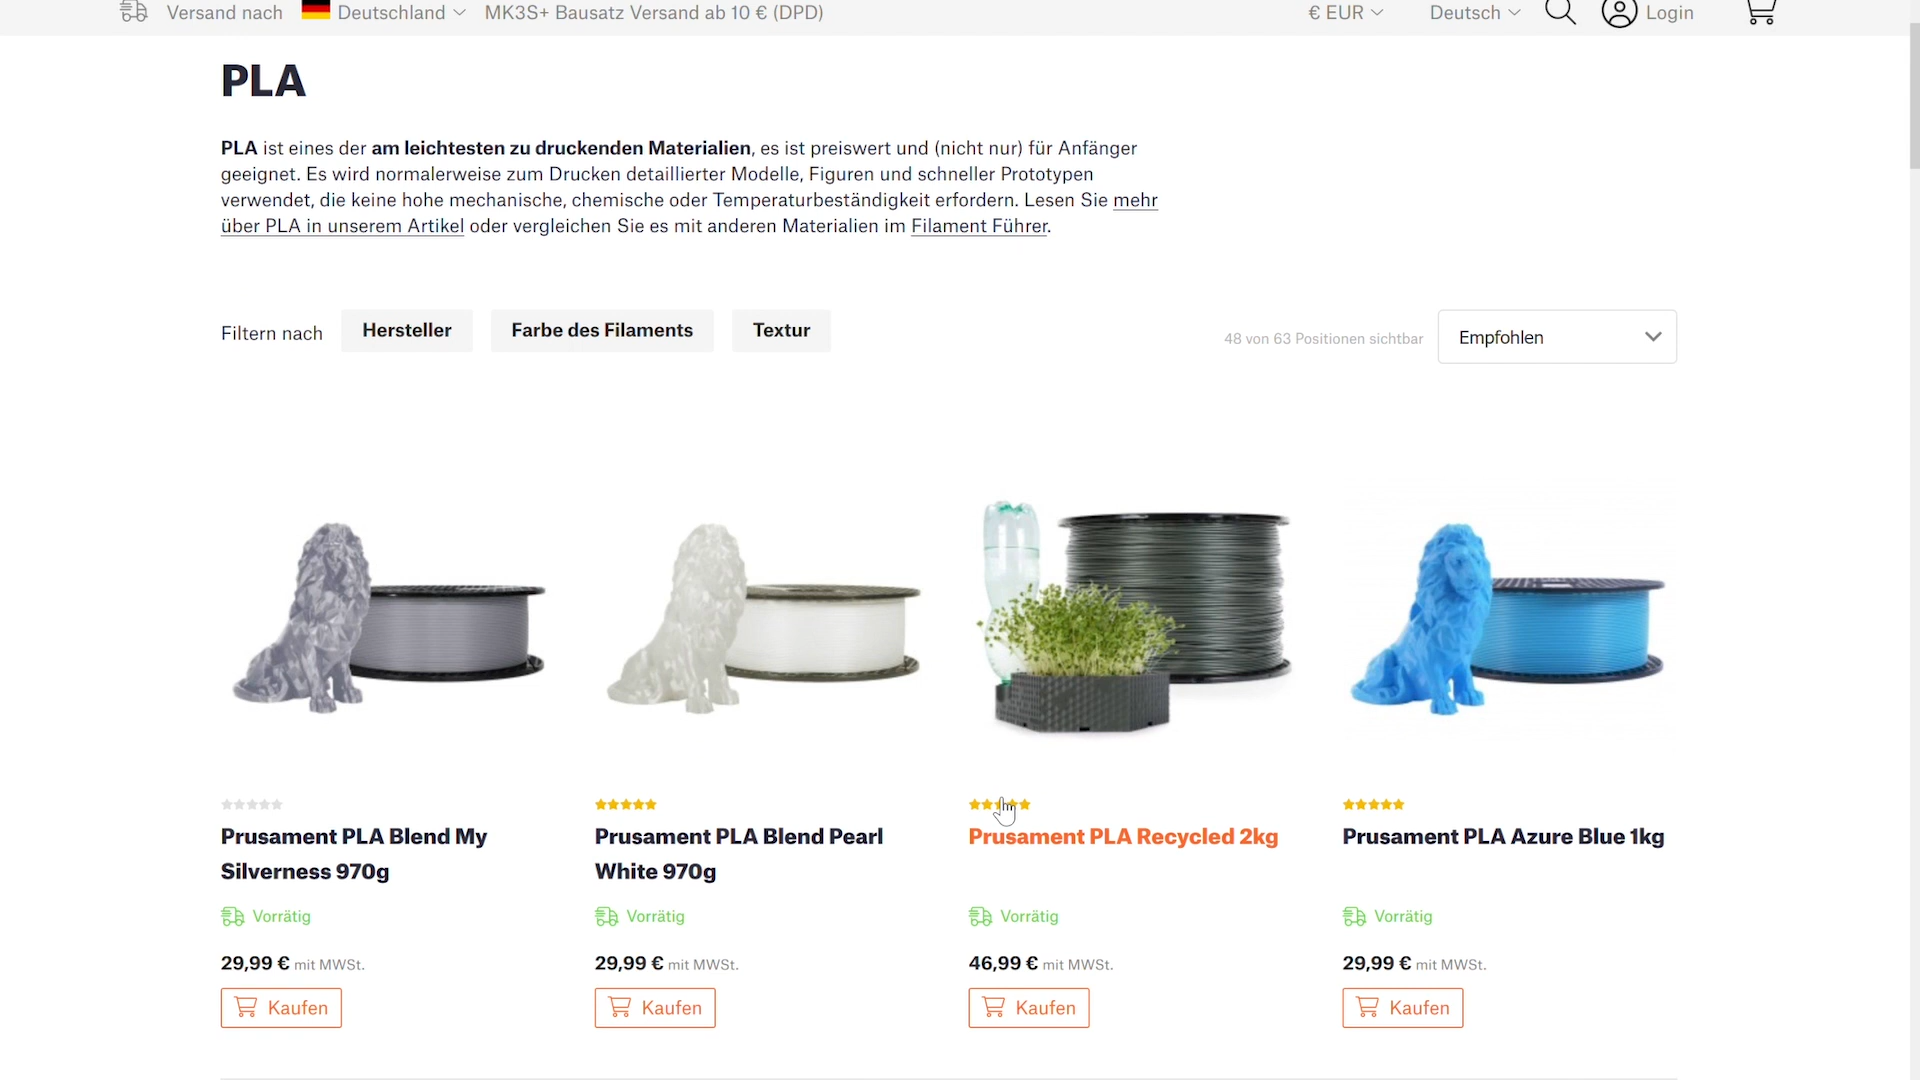 Versand nach Deutschland MK3S+ Bausatz Versand ab 10 € (DPD) € EUR Deutsch Login
PLA
PLA ist eines der am leichtesten zu druckenden Materialien, es ist preiswert und (nicht nur) für Anfänger
geeignet. Es wird normalerweise zum Drucken detaillierter Modelle, Figuren und schneller Prototypen
verwendet, die keine hohe mechanische, chemische oder Temperaturbeständigkeit erfordern. Lesen Sie mehr
über PLA in unserem Artikel oder vergleichen Sie es mit anderen Materialien im Filament Führer.
Filtern nach Hersteller Farbe des Filaments Textur 48 von 63 Positionen sichtbar Empfohlen
Prusament PLA Blend My
Silverness 970g
Vorrätig
29,99 € mit MWSt.
Kaufen
Prusament PLA Blend Pearl
White 970g
Vorrätig
29,99 € mit MWSt.
Kaufen
Prusament PLA Recycled 2kg
Vorrätig
46,99 € mit MWSt.
Kaufen
Prusament PLA Azure Blue 1kg
Vorrätig
29,99 € mit MWSt.
Kaufen